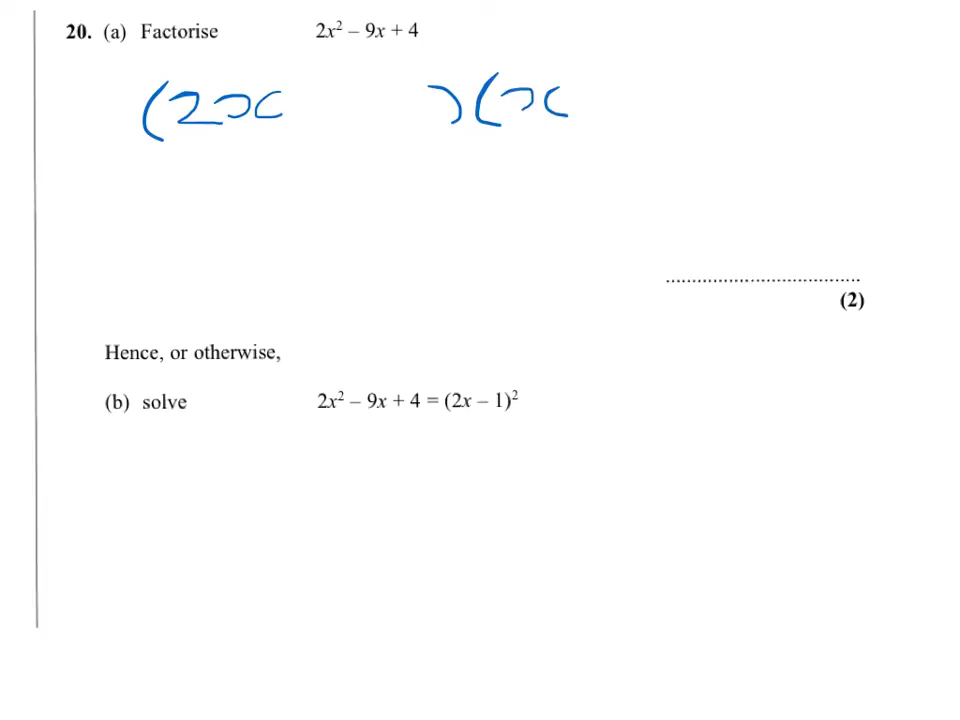 20. (a) Factorise 2x² – 9x + 4
(2x )(x
(2)
Hence, or otherwise,
(b) solve 2x² – 9x + 4 = (2x – 1)²